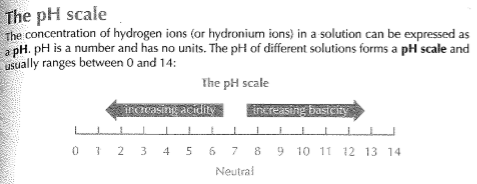 The pH scale
The concentration of hydrogen ions (or hydronium ions) in a solution can be expressed as
a pH. pH is a number and has no units. The pH of different solutions forms a pH scale and
usually ranges between 0 and 14:
The pH scale
increasing acidity increasing basicity
0 1 2 3 4 5 6 7 8 9 10 11 12 13 14
Neutral